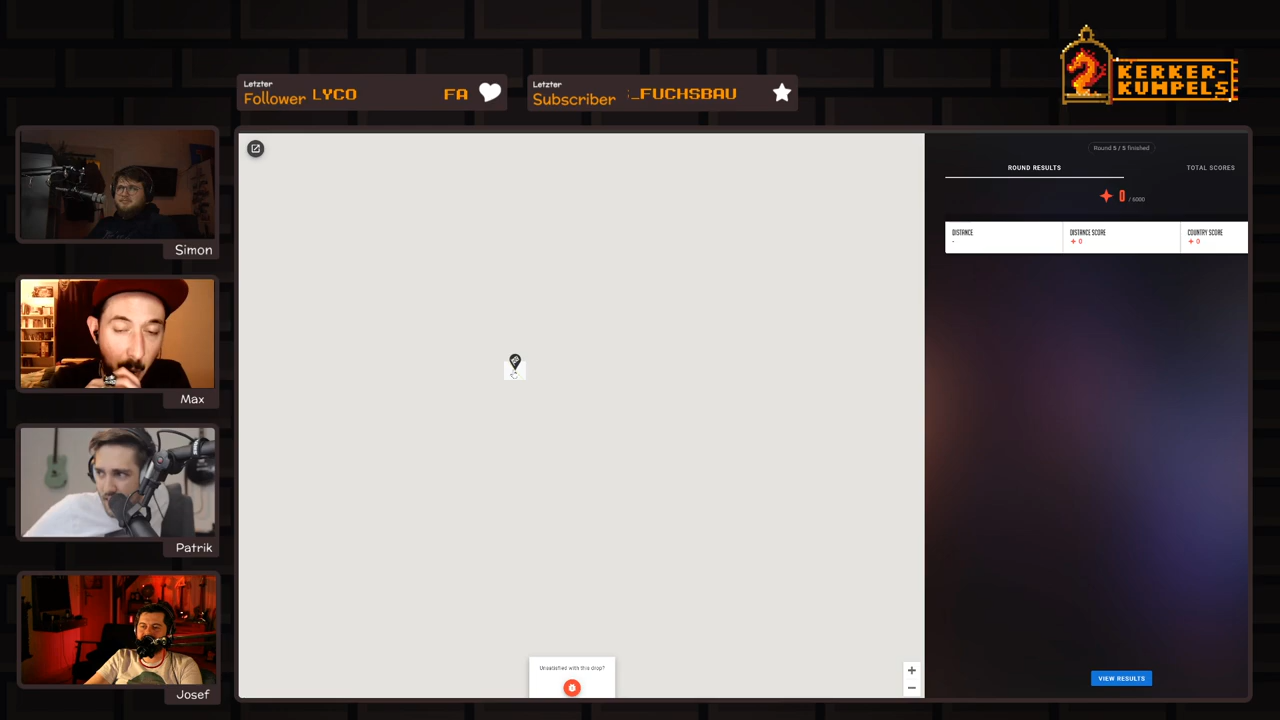 KERKER-
KUMPELS
Letzter
Follower LYCO FA
Letzter
Subscriber :_FUCHSBAU
Simon
Max
Patrik
Josef
Round 5 / 5 finished
ROUND RESULTS
TOTAL SCORES
0 / 6000
DISTANCE
-
DISTANCE SCORE
+ 0
COUNTRY SCORE
+ 0
Unsatisfied with this drop?
VIEW RESULTS